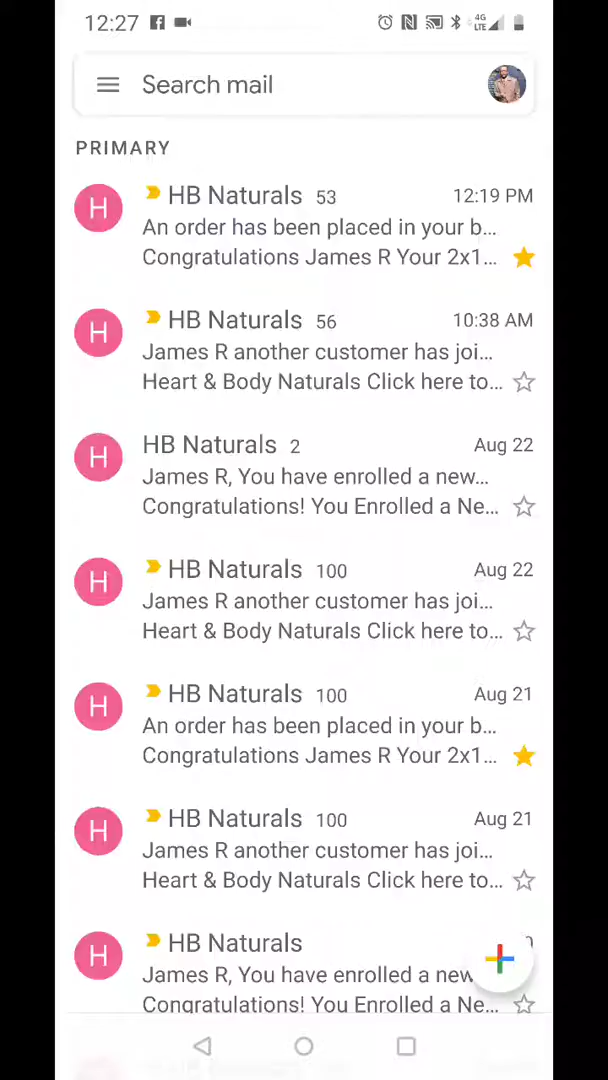 12:27
4G
LTE
Search mail
PRIMARY
H
HB Naturals 53 12:19 PM
An order has been placed in your b...
Congratulations James R Your 2x1...
H
HB Naturals 56 10:38 AM
James R another customer has joi...
Heart & Body Naturals Click here to...
H
HB Naturals 2 Aug 22
James R, You have enrolled a new...
Congratulations! You Enrolled a Ne...
H
HB Naturals 100 Aug 22
James R another customer has joi...
Heart & Body Naturals Click here to...
H
HB Naturals 100 Aug 21
An order has been placed in your b...
Congratulations James R Your 2x1...
H
HB Naturals 100 Aug 21
James R another customer has joi...
Heart & Body Naturals Click here to...
H
HB Naturals
James R, You have enrolled a new
Congratulations! You Enrolled a Ne...